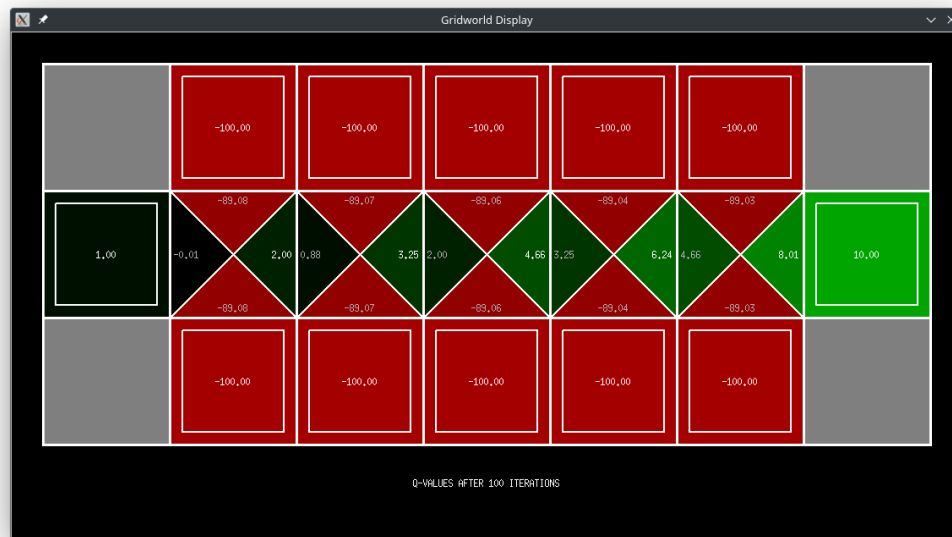 Gridworld Display
-100.00 -100.00 -100.00 -100.00 -100.00
-89.08 -89.07 -89.06 -89.04 -89.03
1.00 -0.01 2.00 0.88 3.25 2.00 4.66 3.25 6.24 4.66 8.01 10.00
-89.08 -89.07 -89.06 -89.04 -89.03
-100.00 -100.00 -100.00 -100.00 -100.00
Q-VALUES AFTER 100 ITERATIONS